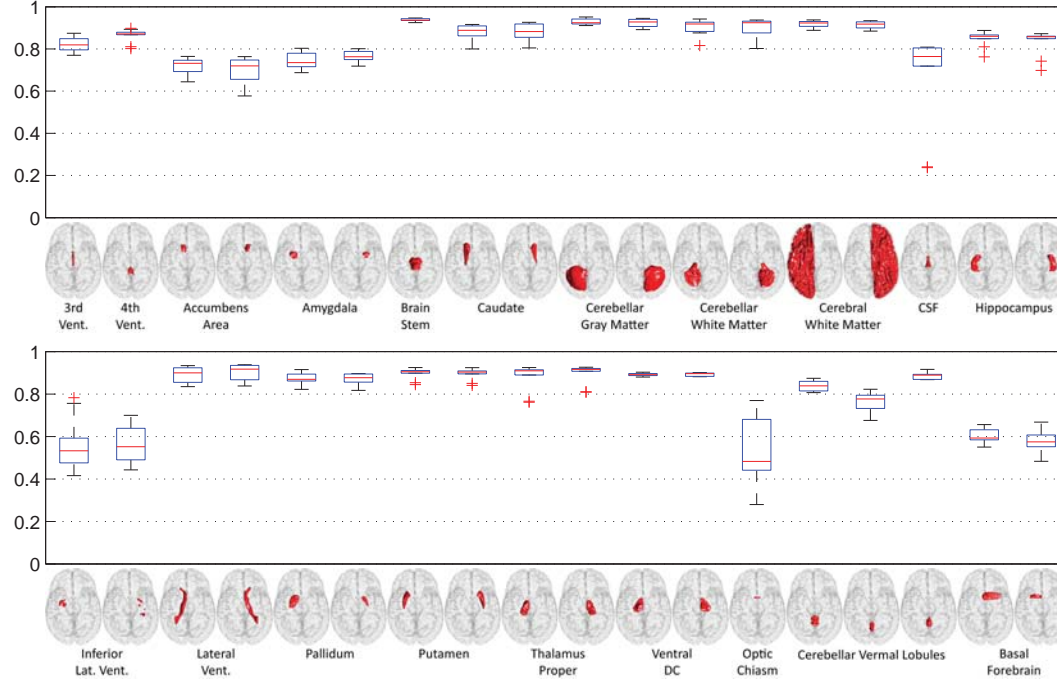 1
0.8
0.6
0.4
0.2
0
3rd Vent.
4th Vent.
Accumbens Area
Amygdala
Brain Stem
Caudate
Cerebellar Gray Matter
Cerebellar White Matter
Cerebral White Matter
CSF
Hippocampus
1
0.8
0.6
0.4
0.2
0
Inferior Lat. Vent.
Lateral Vent.
Pallidum
Putamen
Thalamus Proper
Ventral DC
Optic Chiasm
Cerebellar Vermal Lobules
Basal Forebrain